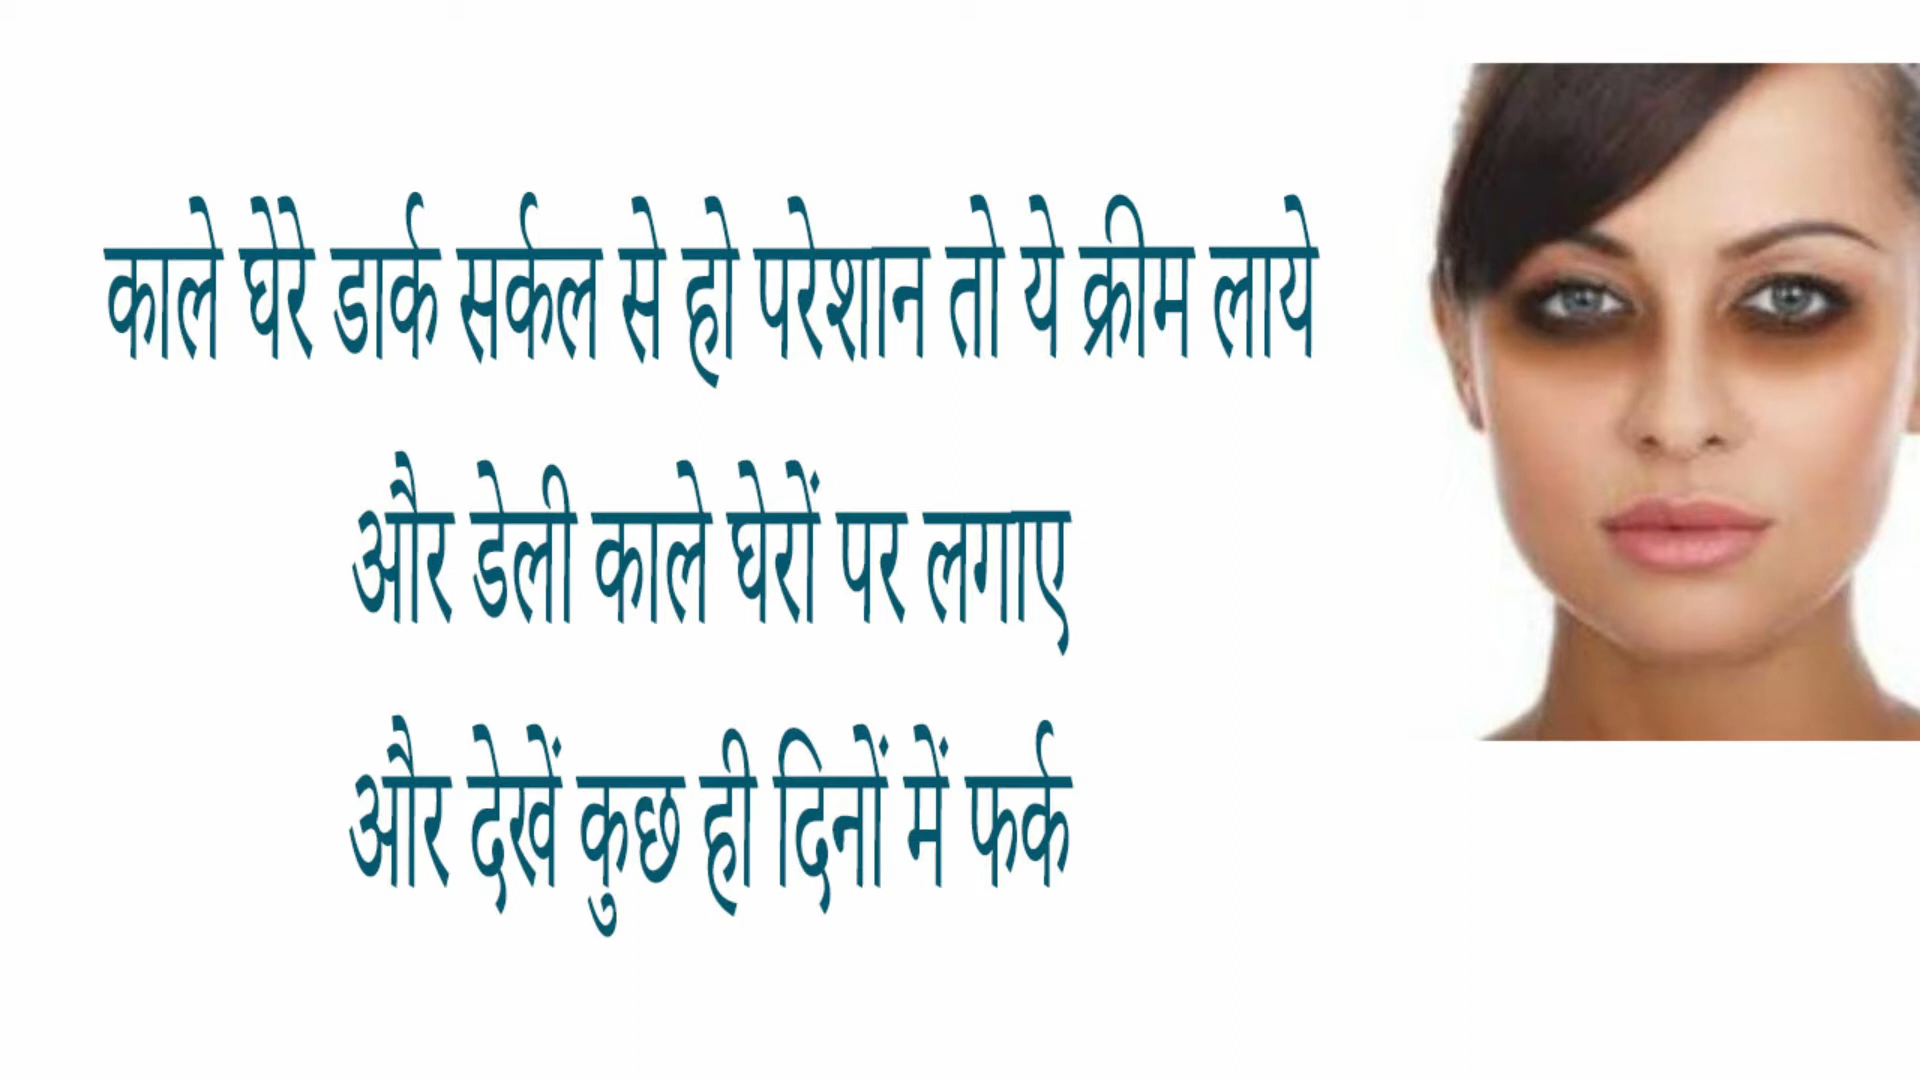 काले घेरे डार्क सर्कल से हो परेशान तो ये क्रीम लाये
और डेली काले घेरों पर लगाए
और देखें कुछ ही दिनों में फर्क